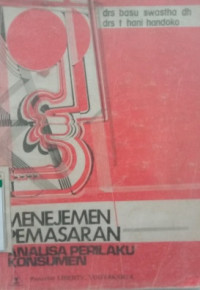 drs basu swastha dh
drs t hani handoko
MENEJEMEN
PEMASARAN
ANALISA PERILAKU
KONSUMEN